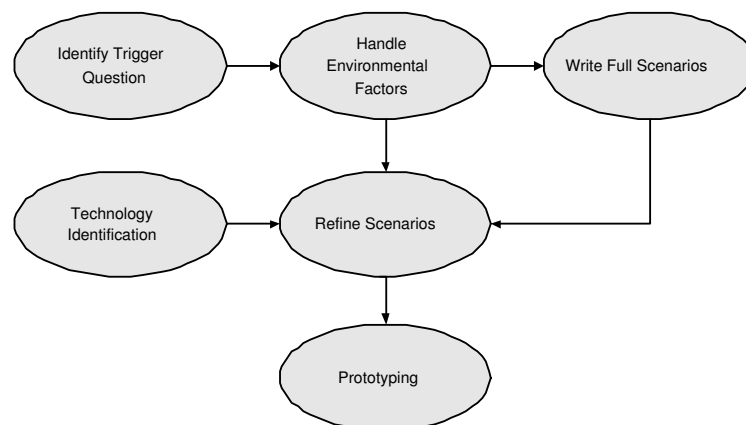 Identify Trigger
Question
Handle
Environmental
Factors
Write Full Scenarios
Technology
Identification
Refine Scenarios
Prototyping